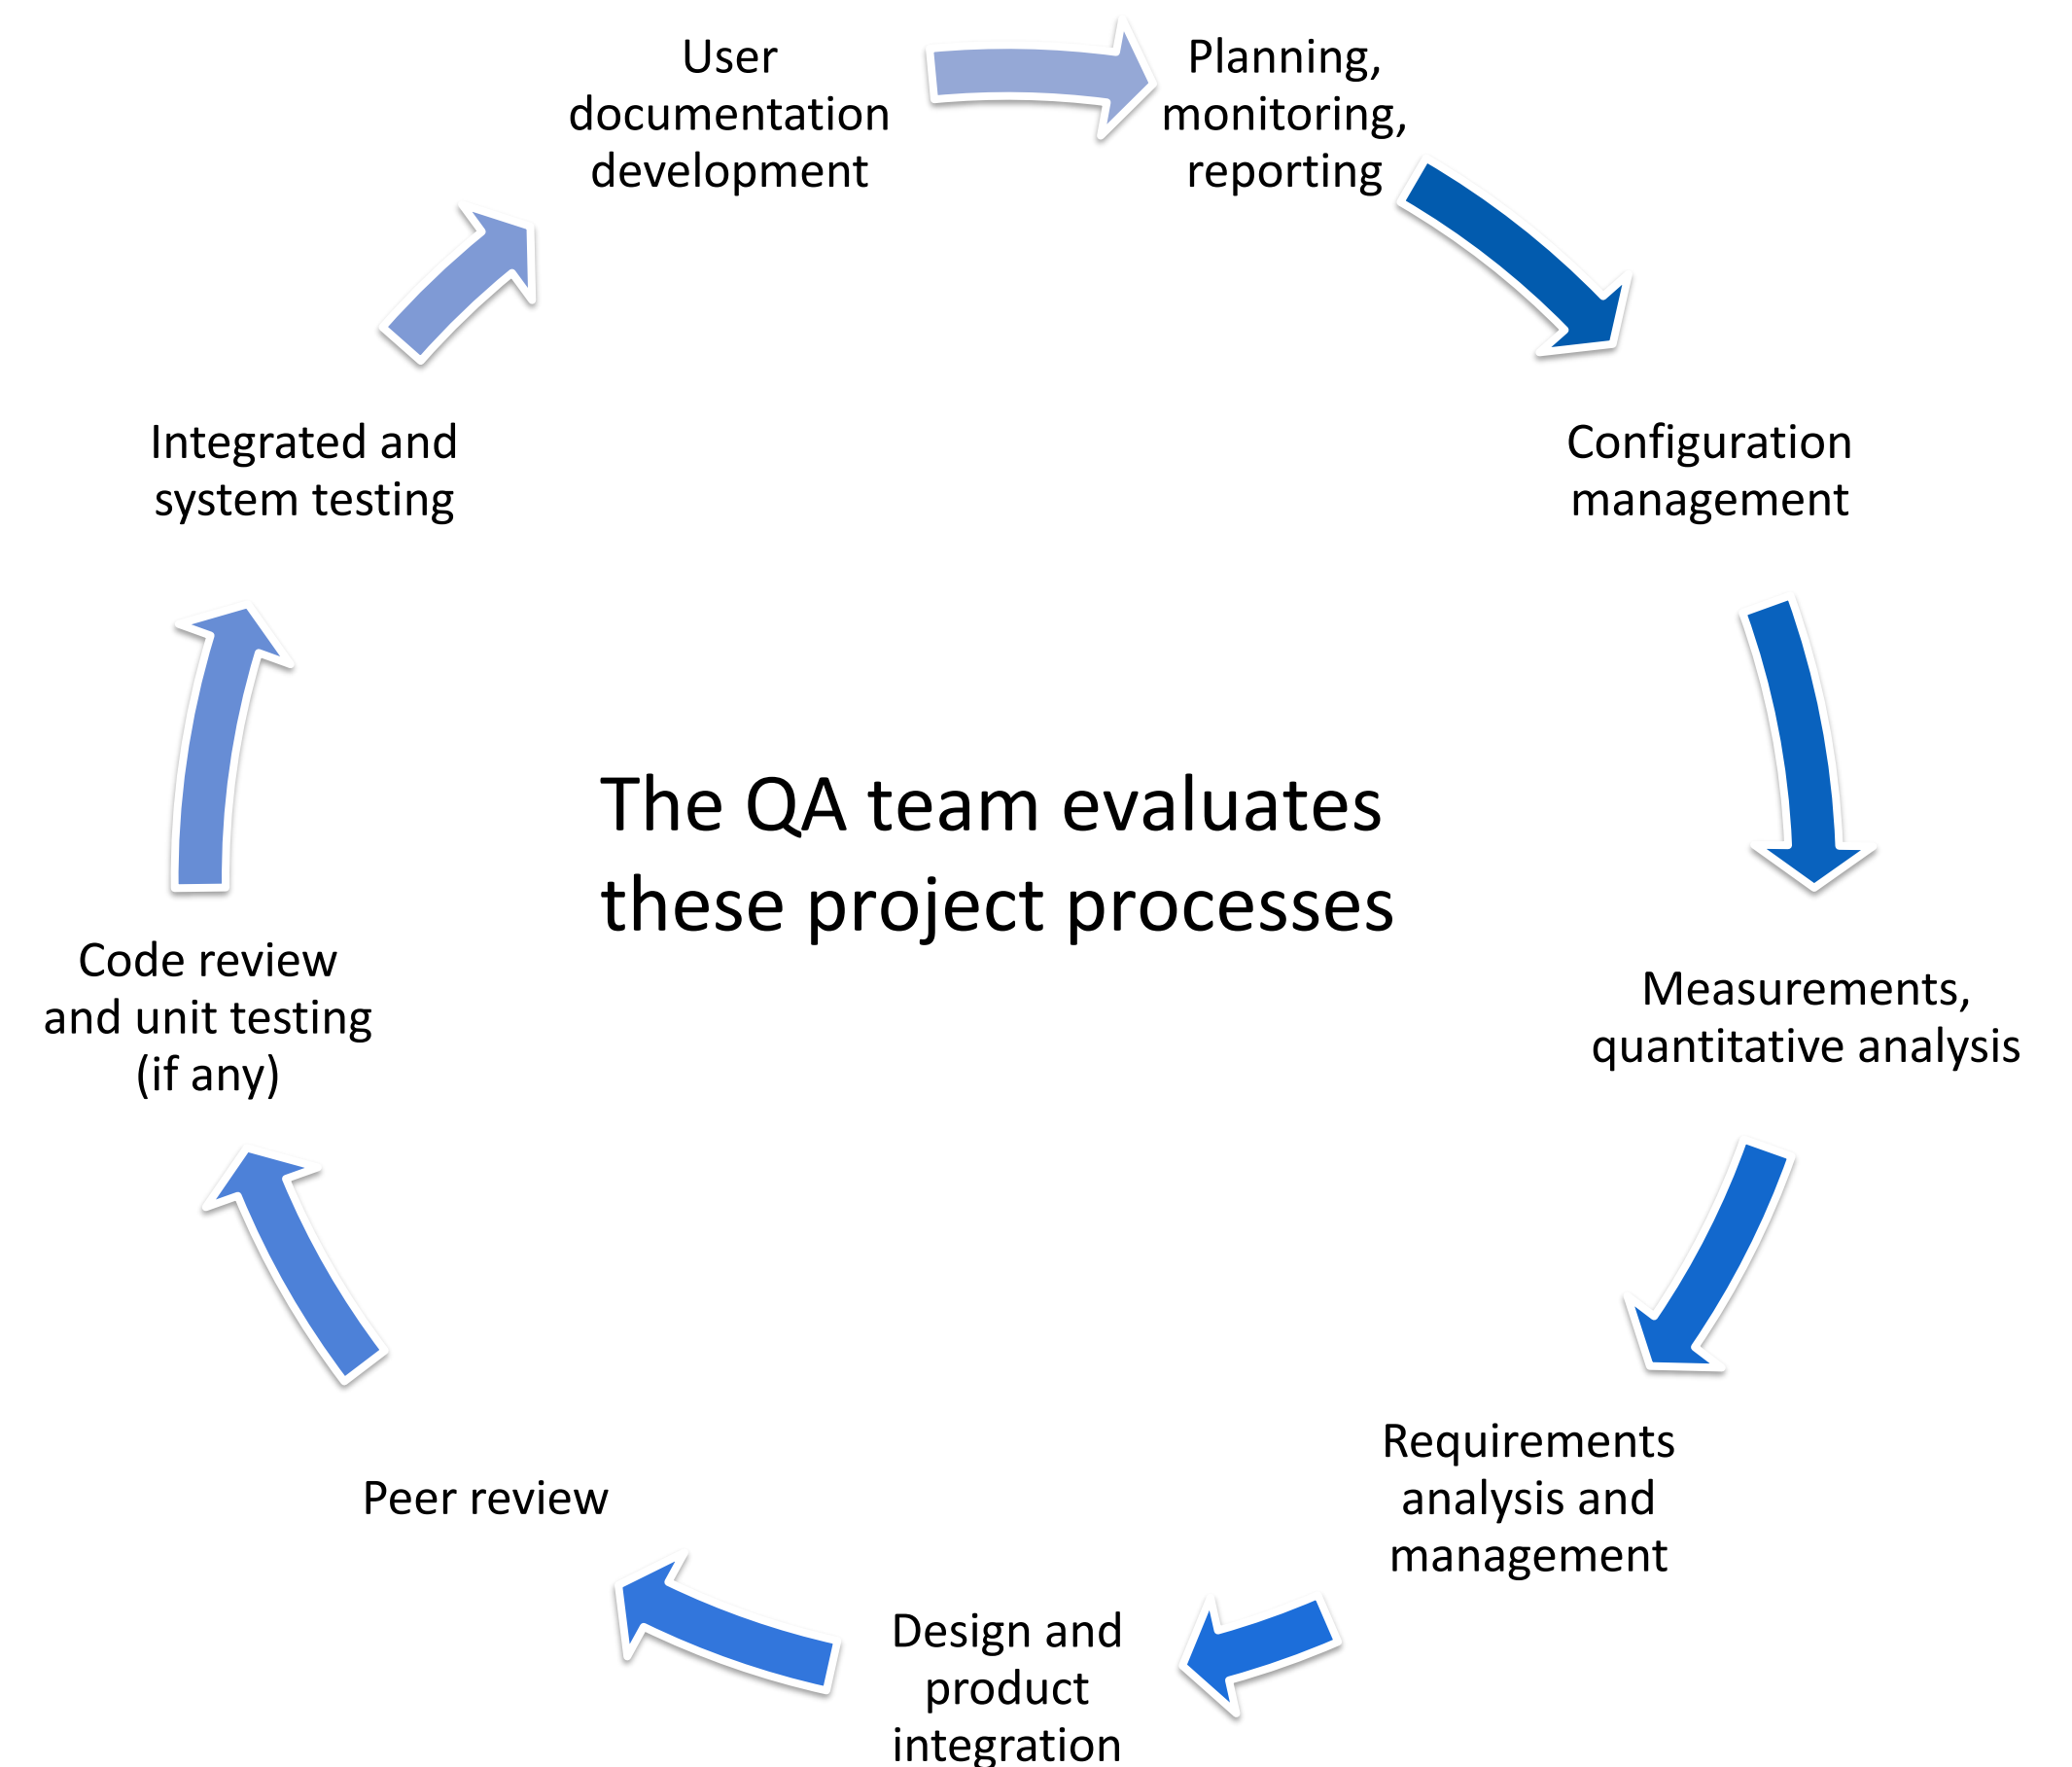 User
documentation
development
Planning,
monitoring,
reporting
Configuration
management
Measurements,
quantitative analysis
Requirements
analysis and
management
Design and
product
integration
Peer review
Code review
and unit testing
(if any)
Integrated and
system testing
The QA team evaluates
these project processes